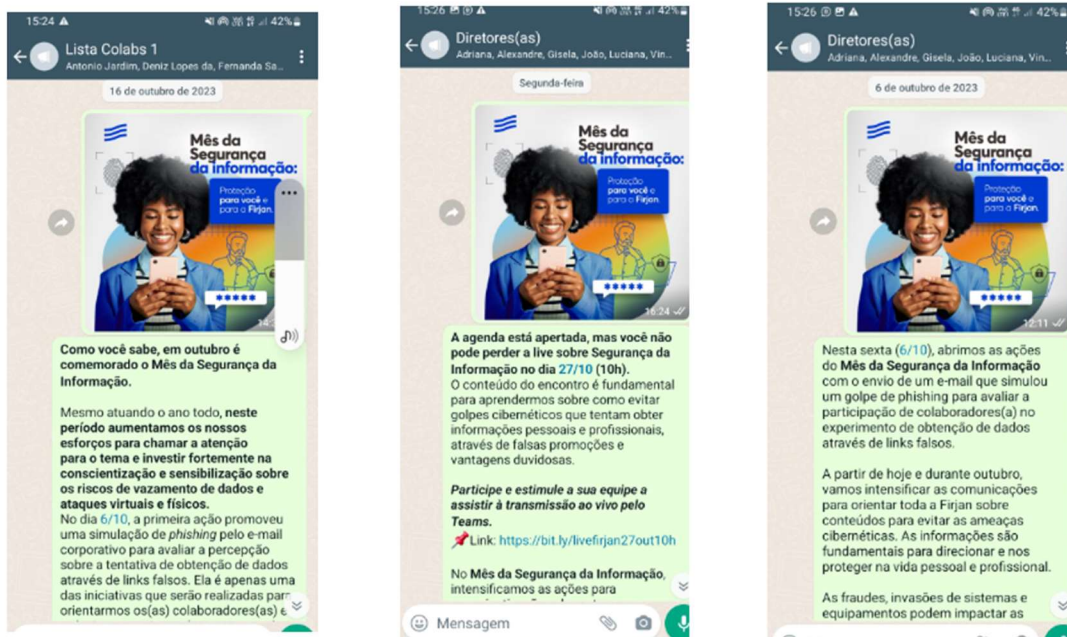 15:24
42%
Lista Colabs 1
Antonio Jardim, Deniz Lopes da, Fernanda Sa...
16 de outubro de 2023
Mês da
Segurança
da informação:
Proteção
para você e
para a Firjan.
*****
14:
Como você sabe, em outubro é
comemorado o Mês da Segurança da
Informação.
Mesmo atuando o ano todo, neste
período aumentamos os nossos
esforços para chamar a atenção
para o tema e investir fortemente na
conscientização e sensibilização sobre
os riscos de vazamento de dados e
ataques virtuais e físicos.
No dia 6/10, a primeira ação promoveu
uma simulação de phishing pelo e-mail
corporativo para avaliar a percepção
sobre a tentativa de obtenção de dados
através de links falsos. Ela é apenas uma
das iniciativas que serão realizadas para
orientarmos os(as) colaboradores(as) e
15:26
42%
Diretores(as)
Adriana, Alexandre, Gisela, João, Luciana, Vin...
Segunda-feira
Mês da
Segurança
da informação:
Proteção
para você e
para a Firjan.
*****
16:24
A agenda está apertada, mas você não
pode perder a live sobre Segurança da
Informação no dia 27/10 (10h).
O conteúdo do encontro é fundamental
para aprendermos sobre como evitar
golpes cibernéticos que tentam obter
informações pessoais e profissionais,
através de falsas promoções e
vantagens duvidosas.
Participe e estimule a sua equipe a
assistir à transmissão ao vivo pelo
Teams.
📌Link: https://bit.ly/livefirjan27out10h
No Mês da Segurança da Informação,
intensificamos as ações para
Mensagem
15:26
42%
Diretores(as)
Adriana, Alexandre, Gisela, João, Luciana, Vin...
6 de outubro de 2023
Mês da
Segurança
da informação:
Proteção
para você e
para a Firjan.
*****
12:11
Nesta sexta (6/10), abrimos as ações
do Mês da Segurança da Informação
com o envio de um e-mail que simulou
um golpe de phishing para avaliar a
participação de colaboradores(a) no
experimento de obtenção de dados
através de links falsos.
A partir de hoje e durante outubro,
vamos intensificar as comunicações
para orientar toda a Firjan sobre
conteúdos para evitar as ameaças
cibernéticas. As informações são
fundamentais para direcionar e nos
proteger na vida pessoal e profissional.
As fraudes, invasões de sistemas e
equipamentos podem impactar as